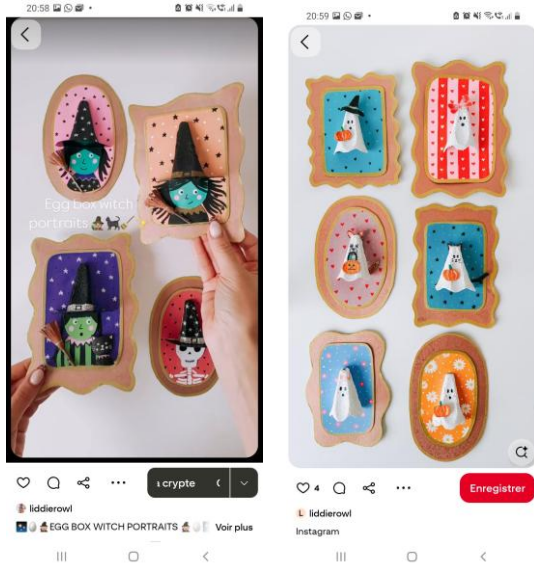 20:58
Egg box witch
portraits
ı crypte
liddierowl
EGG BOX WITCH PORTRAITS Voir plus
20:59
4
Enregistrer
liddierowl
Instagram